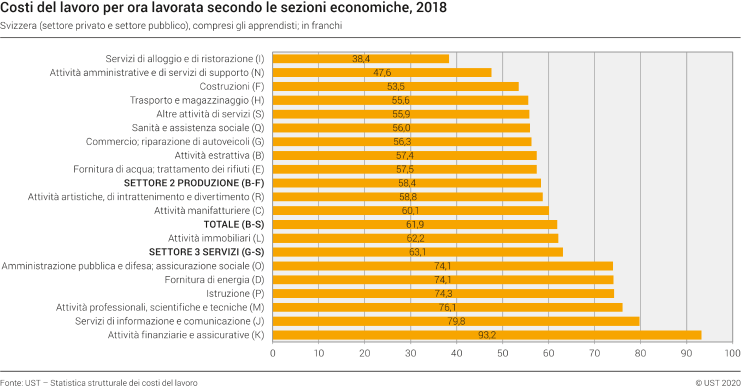 Costi del lavoro per ora lavorata secondo le sezioni economiche, 2018
Svizzera (settore privato e settore pubblico), compresi gli apprendisti; in franchi
Servizi di alloggio e di ristorazione (I) 38,4
Attività amministrative e di servizi di supporto (N) 47,6
Costruzioni (F) 53,5
Trasporto e magazzinaggio (H) 55,6
Altre attività di servizi (S) 55,9
Sanità e assistenza sociale (Q) 56,0
Commercio; riparazione di autoveicoli (G) 56,3
Attività estrattiva (B) 57,4
Fornitura di acqua; trattamento dei rifiuti (E) 57,5
SETTORE 2 PRODUZIONE (B-F) 58,4
Attività artistiche, di intrattenimento e divertimento (R) 58,8
Attività manifatturiere (C) 60,1
TOTALE (B-S) 61,9
Attività immobiliari (L) 62,2
SETTORE 3 SERVIZI (G-S) 63,1
Amministrazione pubblica e difesa; assicurazione sociale (O) 74,1
Fornitura di energia (D) 74,1
Istruzione (P) 74,3
Attività professionali, scientifiche e tecniche (M) 76,1
Servizi di informazione e comunicazione (J) 79,8
Attività finanziarie e assicurative (K) 93,2
0 10 20 30 40 50 60 70 80 90 100
Fonte: UST – Statistica strutturale dei costi del lavoro © UST 2020